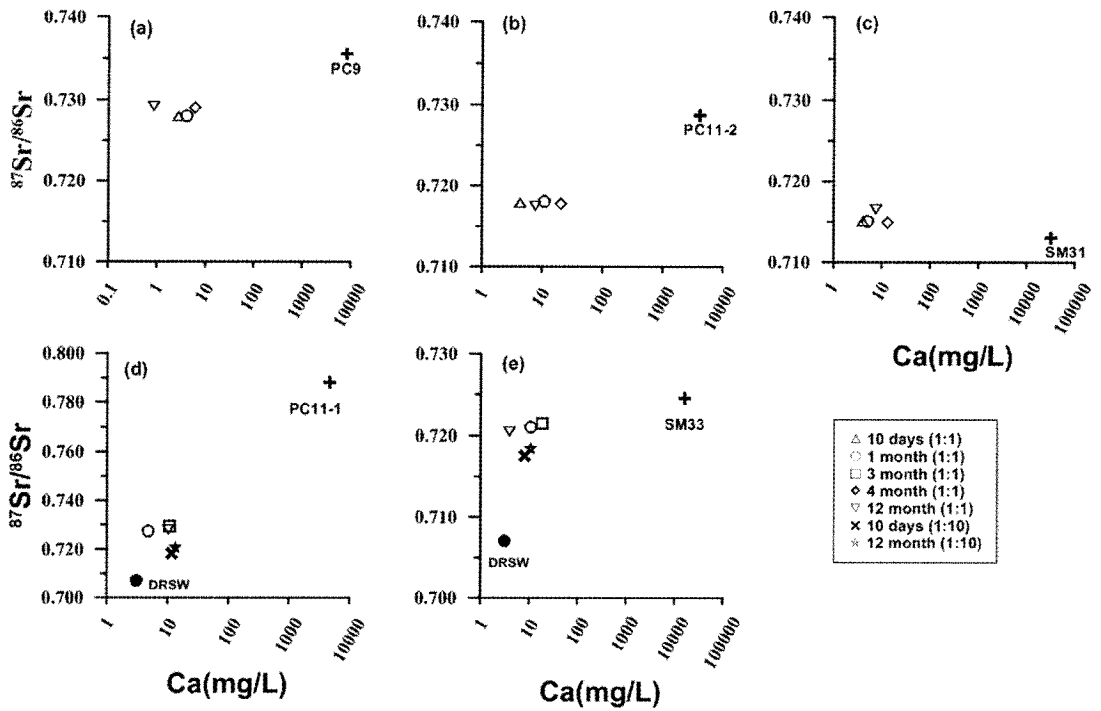 0.740 (a) 0.730 0.720 0.710
PC9
0.1 1 10 100 1000 10000
⁸⁷Sr/⁸⁶Sr
0.740 (b) 0.730 0.720 0.710
PC11-2
1 10 100 1000 10000
0.740 (c) 0.730 0.720 0.710
SM31
1 10 100 1000 10000 100000
Ca(mg/L)
0.800 (d) 0.780 0.760 0.740 0.720 0.700
PC11-1
DRSW
1 10 100 1000 10000
⁸⁷Sr/⁸⁶Sr
Ca(mg/L)
0.730 (e) 0.720 0.710 0.700
SM33
DRSW
1 10 100 1000 10000 100000
Ca(mg/L)
10 days (1:1)
1 month (1:1)
3 month (1:1)
4 month (1:1)
12 month (1:1)
10 days (1:10)
12 month (1:10)